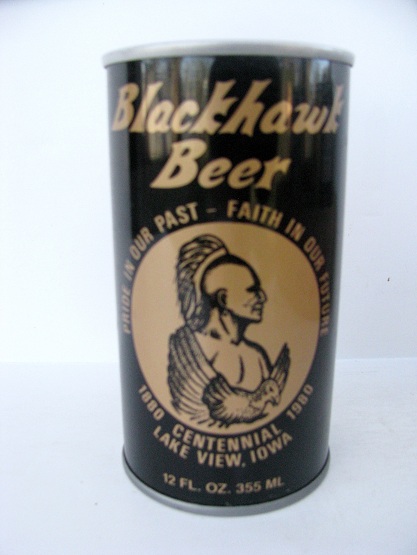 Blackhawk
Beer
PRIDE IN OUR PAST - FAITH IN OUR FUTURE
1880 CENTENNIAL 1980
LAKE VIEW, IOWA
12 FL. OZ. 355 ML